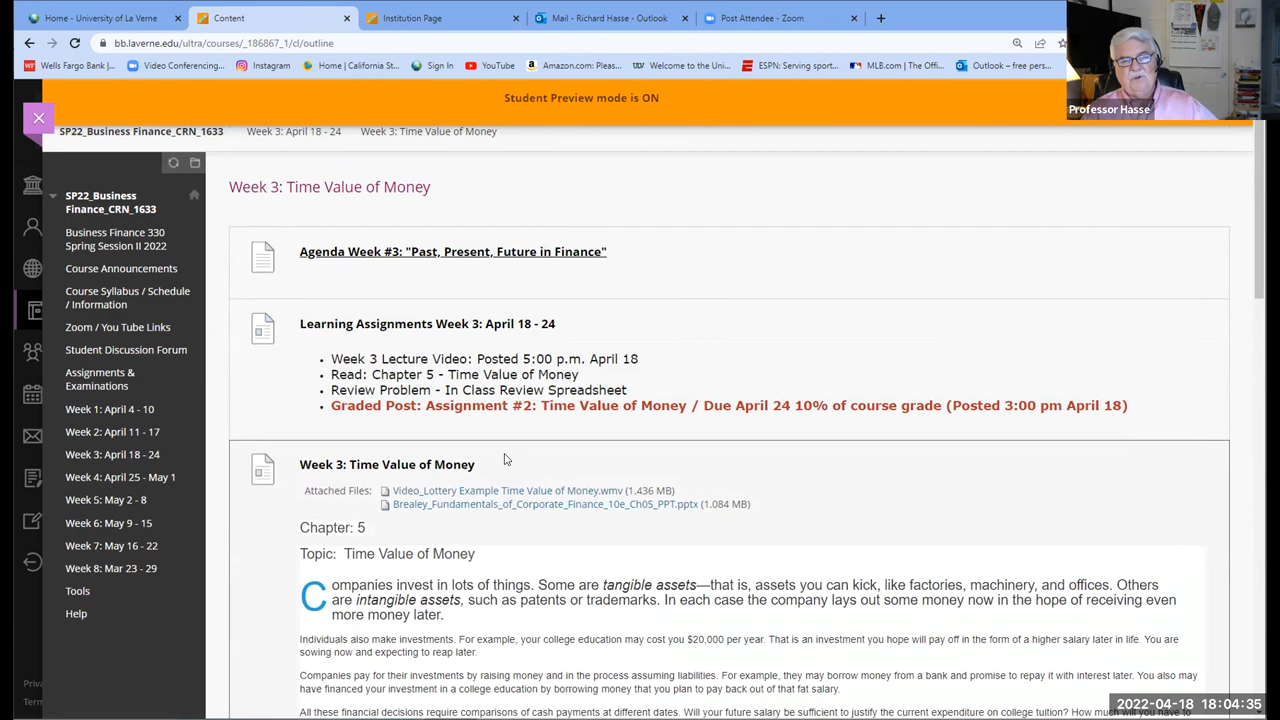 Home - University of La Verne
Content
Institution Page
Mail - Richard Hasse - Outlook
Post Attendee - Zoom
bb.laverne.edu/ultra/courses/_186867_1/cl/outline
Wells Fargo Bank |...
Video Conferencing...
Instagram
Home | California St...
Sign In
YouTube
Amazon.com: Pleas...
Welcome to the Uni...
ESPN: Serving sport...
MLB.com | The Offi...
Outlook – free pers...
Professor Hasse
Student Preview mode is ON
SP22_Business Finance_CRN_1633
Week 3: April 18 - 24
Week 3: Time Value of Money
SP22_Business
Finance_CRN_1633
Business Finance 330
Spring Session II 2022
Course Announcements
Course Syllabus / Schedule
/ Information
Zoom / You Tube Links
Student Discussion Forum
Assignments &
Examinations
Week 1: April 4 - 10
Week 2: April 11 - 17
Week 3: April 18 - 24
Week 4: April 25 - May 1
Week 5: May 2 - 8
Week 6: May 9 - 15
Week 7: May 16 - 22
Week 8: Mar 23 - 29
Tools
Help
Priva
Term
Week 3: Time Value of Money
Agenda Week #3: "Past, Present, Future in Finance"
Learning Assignments Week 3: April 18 - 24
• Week 3 Lecture Video: Posted 5:00 p.m. April 18
• Read: Chapter 5 - Time Value of Money
• Review Problem - In Class Review Spreadsheet
• Graded Post: Assignment #2: Time Value of Money / Due April 24 10% of course grade (Posted 3:00 pm April 18)
Week 3: Time Value of Money
Attached Files: Video_Lottery Example Time Value of Money.wmv (1.436 MB)
Brealey_Fundamentals_of_Corporate_Finance_10e_Ch05_PPT.pptx (1.084 MB)
Chapter: 5
Topic: Time Value of Money
Companies invest in lots of things. Some are tangible assets—that is, assets you can kick, like factories, machinery, and offices. Others
are intangible assets, such as patents or trademarks. In each case the company lays out some money now in the hope of receiving even
more money later.
Individuals also make investments. For example, your college education may cost you $20,000 per year. That is an investment you hope will pay off in the form of a higher salary later in life. You are
sowing now and expecting to reap later.
Companies pay for their investments by raising money and in the process assuming liabilities. For example, they may borrow money from a bank and promise to repay it with interest later. You also may
have financed your investment in a college education by borrowing money that you plan to pay back out of that fat salary.
All these financial decisions require comparisons of cash payments at different dates. Will your future salary be sufficient to justify the current expenditure on college tuition? How much will you have to
2022-04-18 18:04:35